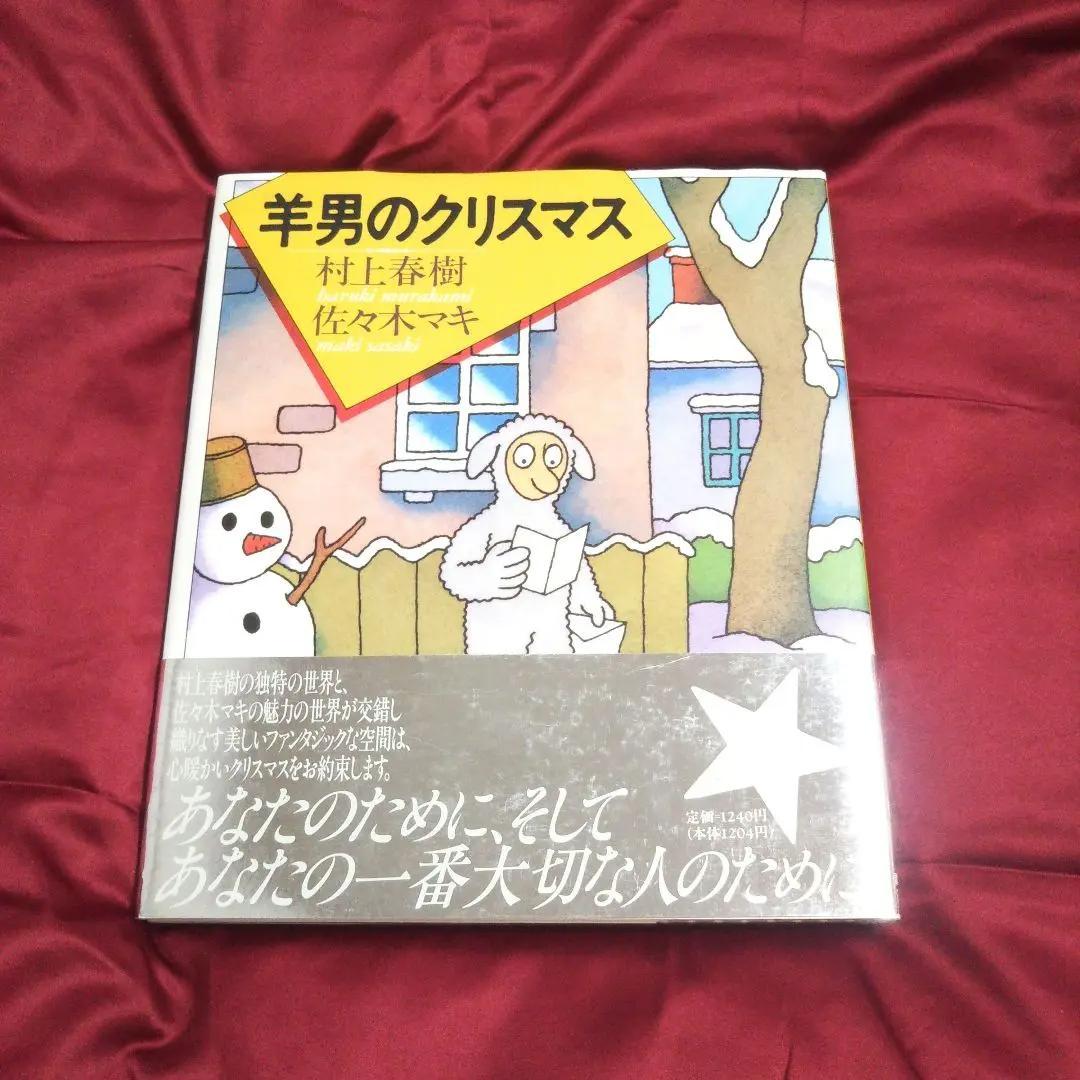 羊男のクリスマス
村上春樹
haruki murakami
佐々木マキ
maki sasaki
村上春樹の独特の世界と、
佐々木マキの魅力の世界が交錯し
織りなす美しいファンタジックな空間は、
心暖かいクリスマスをお約束します。
あなたのために、そして
あなたの一番大切な人のために
定価=1240円
(本体1204円)